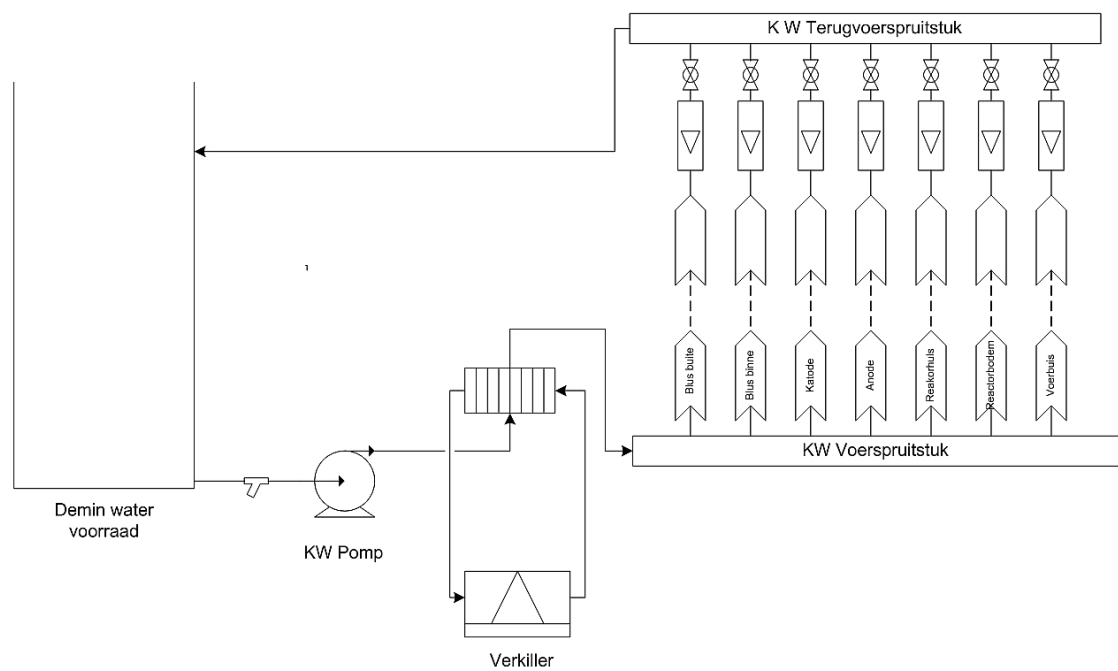 K W Terugvoerspruitstuk
Blus buite
Blus binne
Katode
Anode
Reakorhuls
Reactorbodem
Voerbuis
KW Voerspruitstuk
Demin water
voorraad
KW Pomp
Verkiller